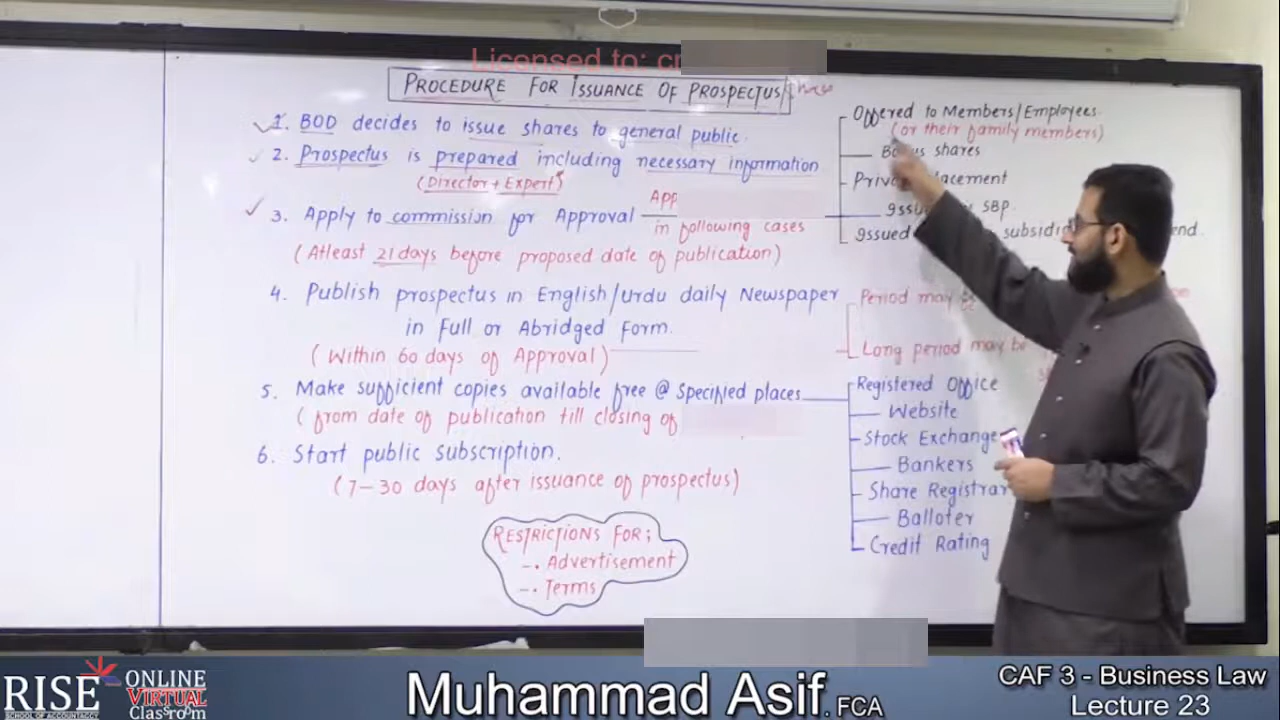 Licensed to: cr
PROCEDURE FOR ISSUANCE OF PROSPECTUS/
1. BOD decides to issue shares to general public.
2. Prospectus is prepared including necessary information
(Director + Expert)
3. Apply to commission for Approval
App
in following cases
(Atleast 21 days before proposed date of publication)
4. Publish prospectus in English/Urdu daily Newspaper
in Full or Abridged Form.
(Within 60 days of Approval)
5. Make sufficient copies available free @ Specified places
(from date of publication till closing of
6. Start public subscription.
(7-30 days after issuance of prospectus)
RESTRICTIONS FOR;
-. Advertisement
-. Terms
Offered to Members/Employees.
(or their family members)
shares
SBP.
Issued
Period may be
Long period may be
Registered Office
Website
Stock Exchange
Bankers
Share Registrar
Balloter
Credit Rating
RISE
SCHOOL OF ACCOUNTANCY
ONLINE
VIRTUAL
Classroom
Muhammad Asif. FCA
CAF 3 - Business Law
Lecture 23